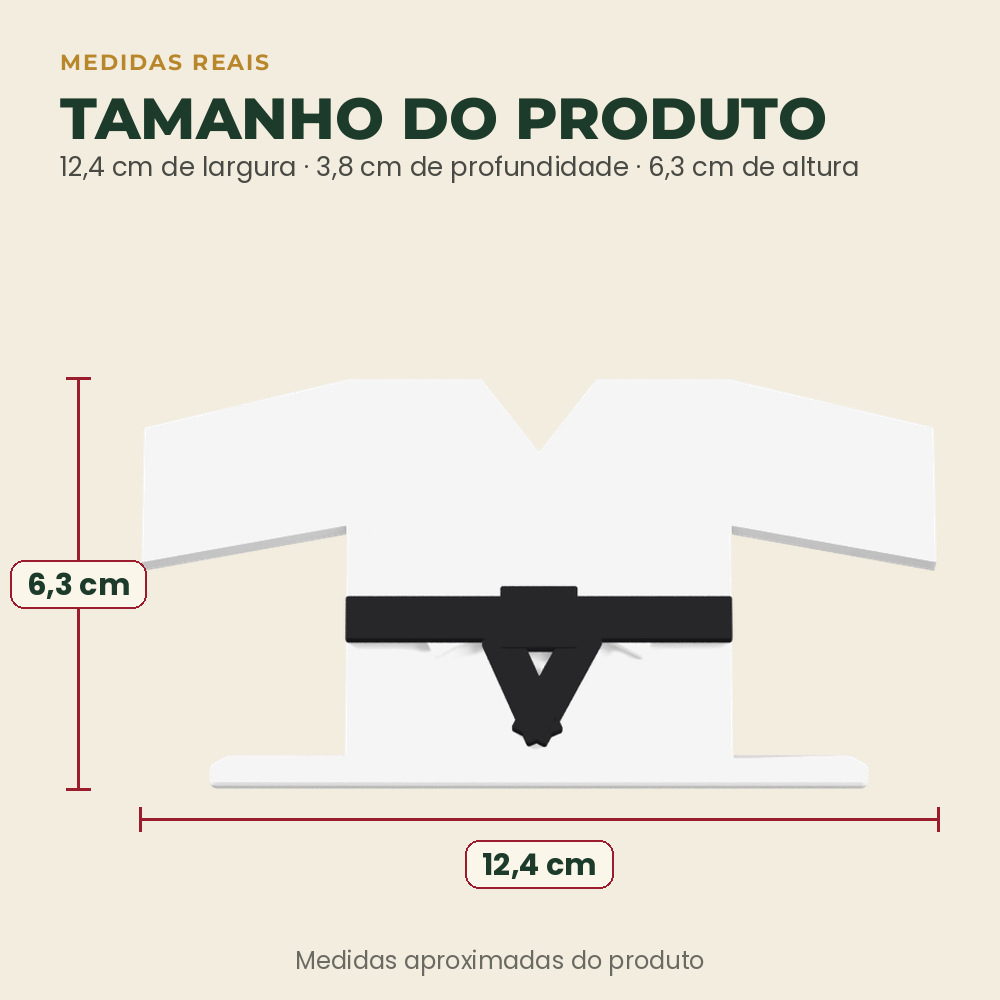 MEDIDAS REAIS
TAMANHO DO PRODUTO
12,4 cm de largura · 3,8 cm de profundidade · 6,3 cm de altura
6,3 cm
12,4 cm
Medidas aproximadas do produto